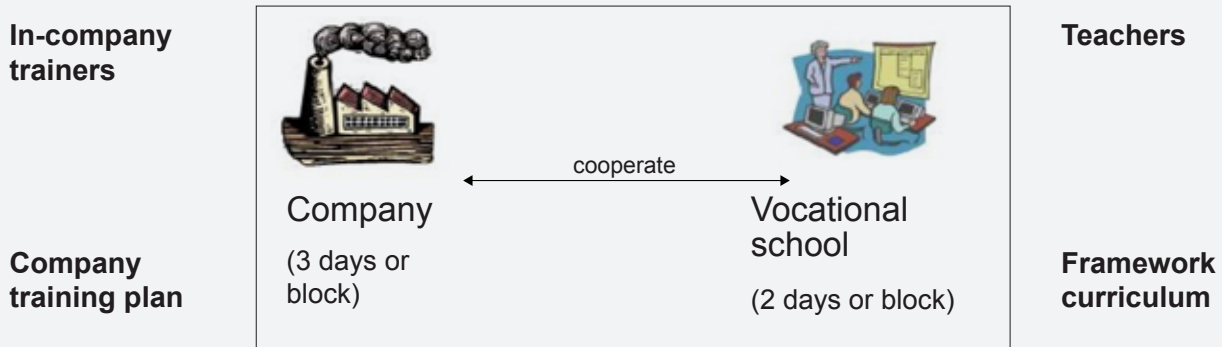 In-company
trainers
Teachers
cooperate
Company
(3 days or
block)
Vocational
school
(2 days or block)
Company
training plan
Framework
curriculum